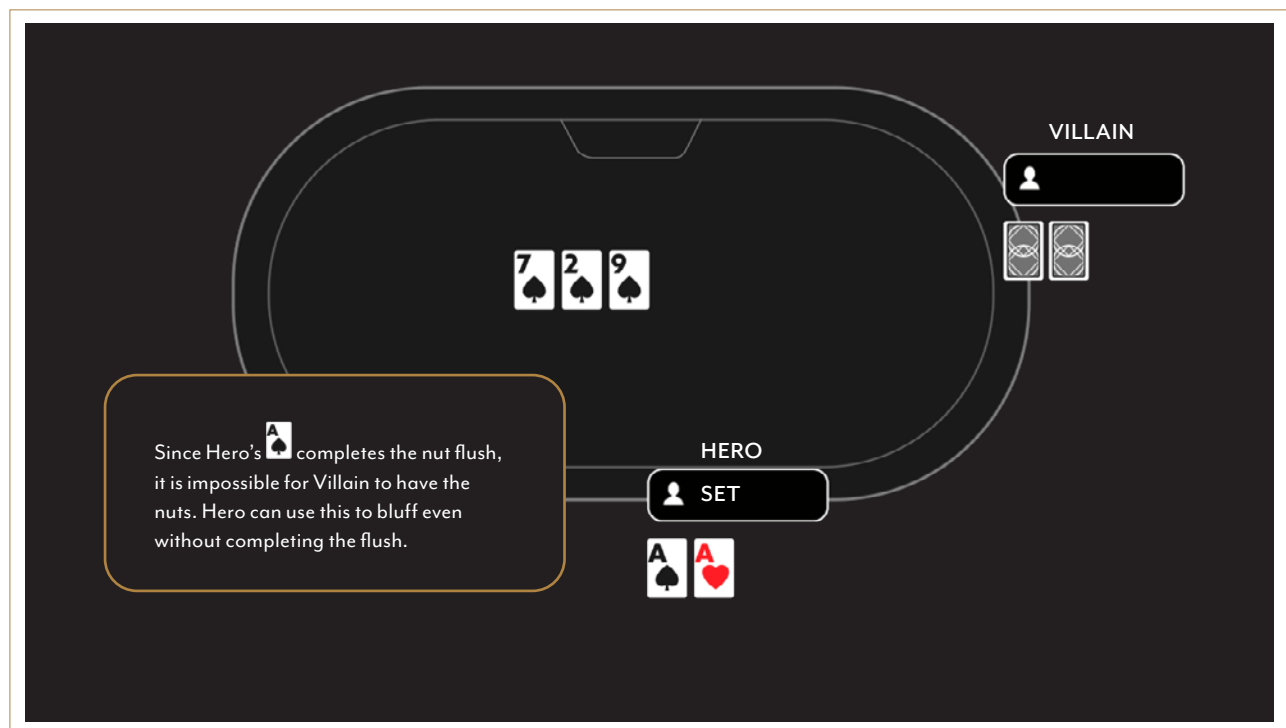 VILLAIN
7 2 9
Since Hero’s A completes the nut flush,
it is impossible for Villain to have the
nuts. Hero can use this to bluff even
without completing the flush.
HERO
SET
A A